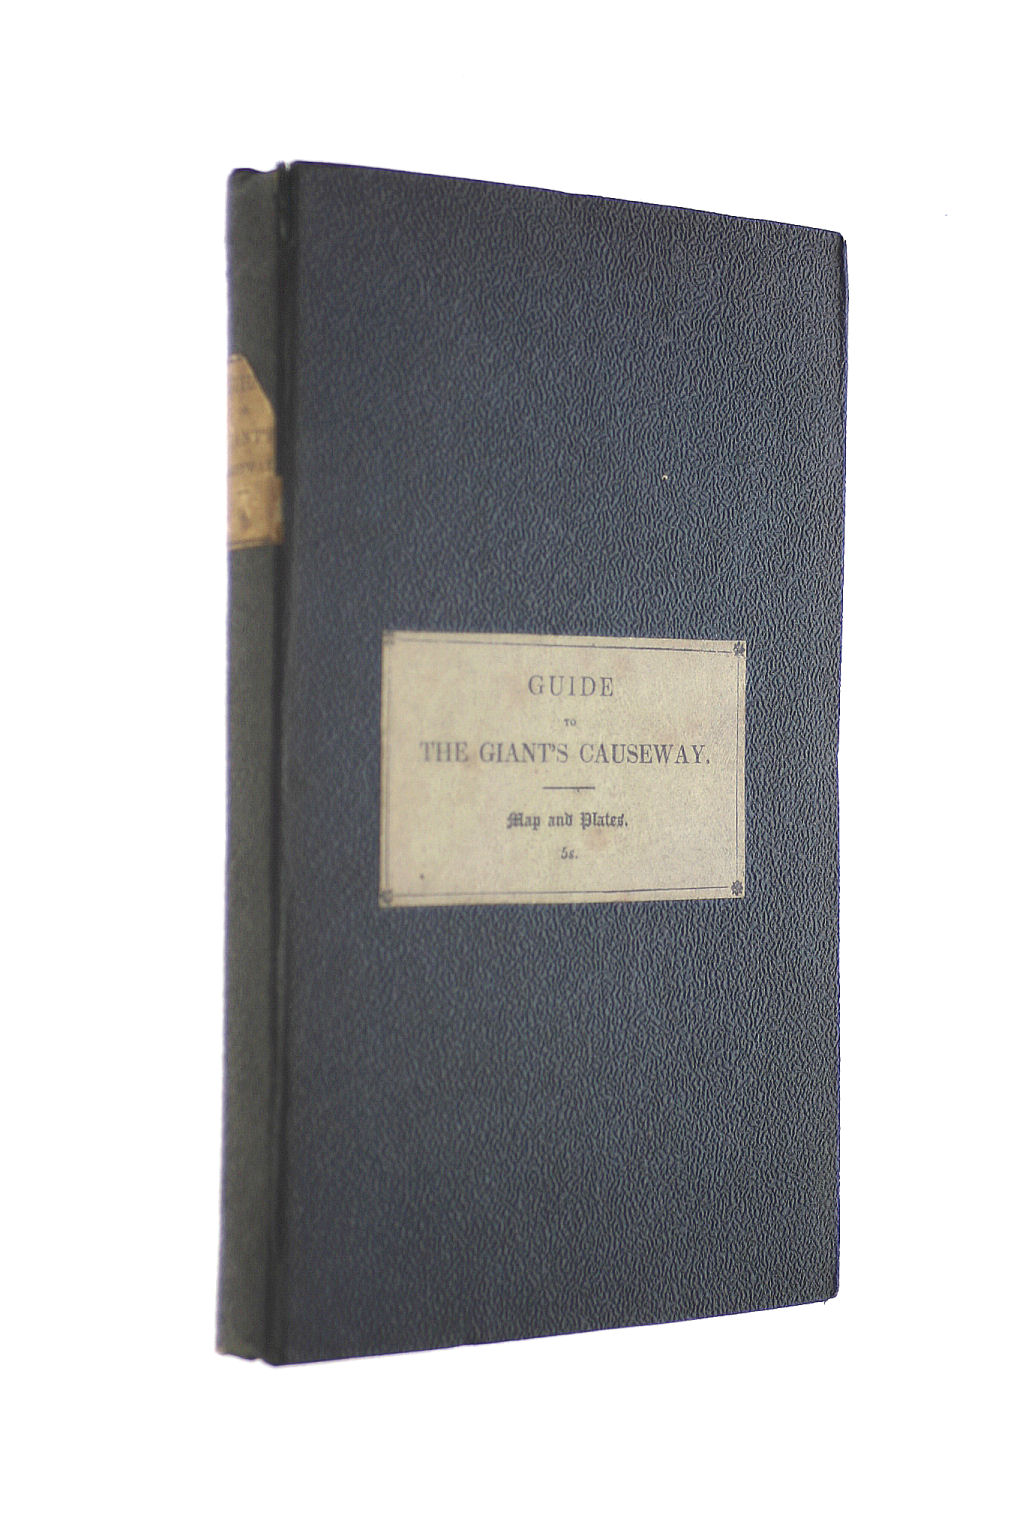 GUIDE
TO
THE GIANT'S CAUSEWAY.
Map and Plates.
5s.